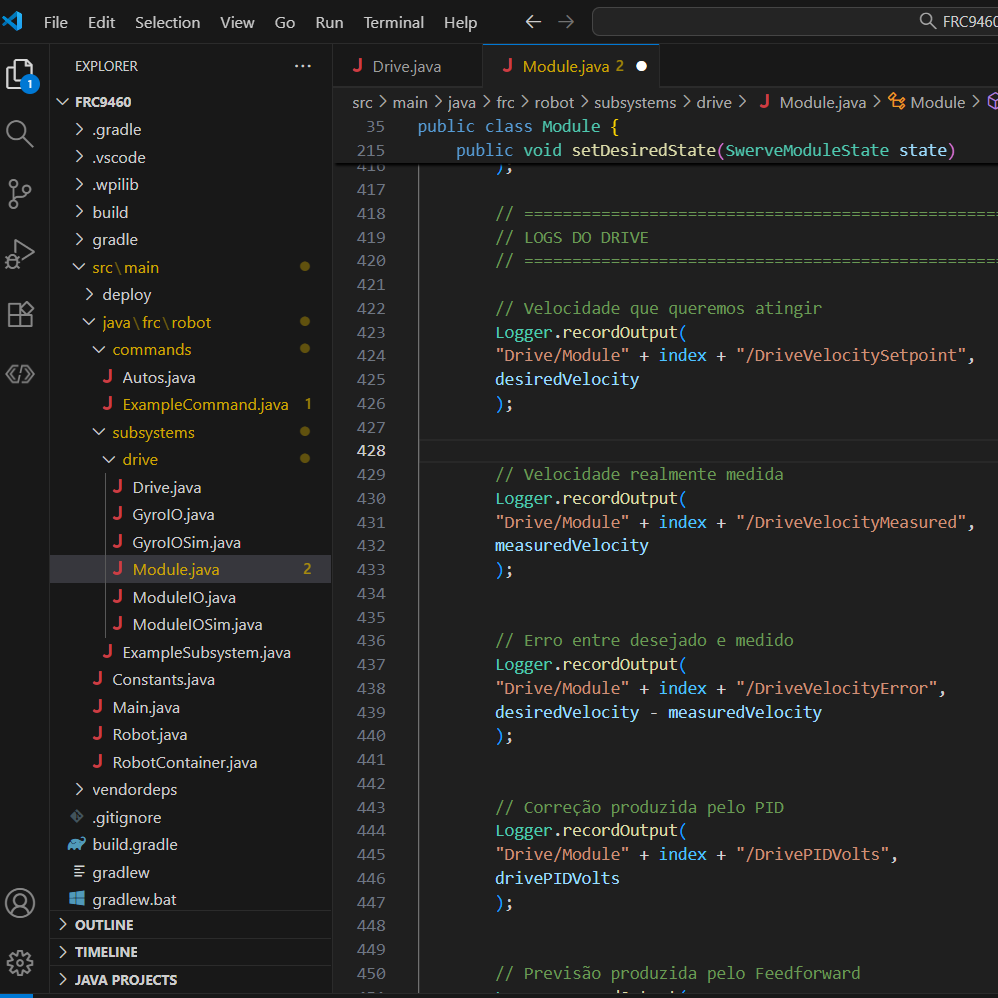 File Edit Selection View Go Run Terminal Help
FRC9460
EXPLORER
Drive.java
Module.java 2
1
FRC9460
.gradle
.vscode
.wpilib
build
gradle
src\main
deploy
java\frc\robot
commands
Autos.java
ExampleCommand.java 1
subsystems
drive
Drive.java
GyroIO.java
GyroIOSim.java
Module.java 2
ModuleIO.java
ModuleIOSim.java
ExampleSubsystem.java
Constants.java
Main.java
Robot.java
RobotContainer.java
vendordeps
.gitignore
build.gradle
gradlew
gradlew.bat
OUTLINE
TIMELINE
JAVA PROJECTS
src > main > java > frc > robot > subsystems > drive > Module.java > Module >
35 public class Module {
215 public void setDesiredState(SwerveModuleState state)
416 );
417
418 // ==================================================
419 // LOGS DO DRIVE
420 // ==================================================
421
422 // Velocidade que queremos atingir
423 Logger.recordOutput(
424 "Drive/Module" + index + "/DriveVelocitySetpoint",
425 desiredVelocity
426 );
427
428
429 // Velocidade realmente medida
430 Logger.recordOutput(
431 "Drive/Module" + index + "/DriveVelocityMeasured",
432 measuredVelocity
433 );
434
435
436 // Erro entre desejado e medido
437 Logger.recordOutput(
438 "Drive/Module" + index + "/DriveVelocityError",
439 desiredVelocity - measuredVelocity
440 );
441
442
443 // Correção produzida pelo PID
444 Logger.recordOutput(
445 "Drive/Module" + index + "/DrivePIDVolts",
446 drivePIDVolts
447 );
448
449
450 // Previsão produzida pelo Feedforward